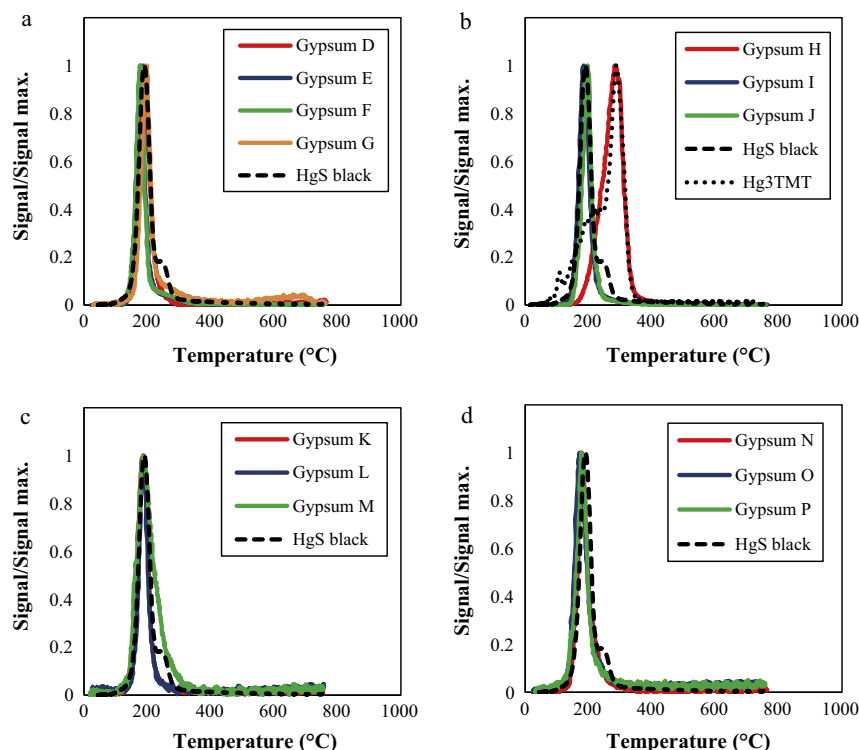 a
Gypsum D
Gypsum E
Gypsum F
Gypsum G
HgS black
Signal/Signal max.
1
0.8
0.6
0.4
0.2
0
0 200 400 600 800 1000
Temperature (°C)
b
Gypsum H
Gypsum I
Gypsum J
HgS black
Hg3TMT
Signal/Signal max.
1
0.8
0.6
0.4
0.2
0
0 200 400 600 800 1000
Temperature (°C)
c
Gypsum K
Gypsum L
Gypsum M
HgS black
Signal/Signal max.
1
0.8
0.6
0.4
0.2
0
0 200 400 600 800 1000
Temperature (°C)
d
Gypsum N
Gypsum O
Gypsum P
HgS black
Signal/Signal max.
1
0.8
0.6
0.4
0.2
0
0 200 400 600 800 1000
Temperature (°C)